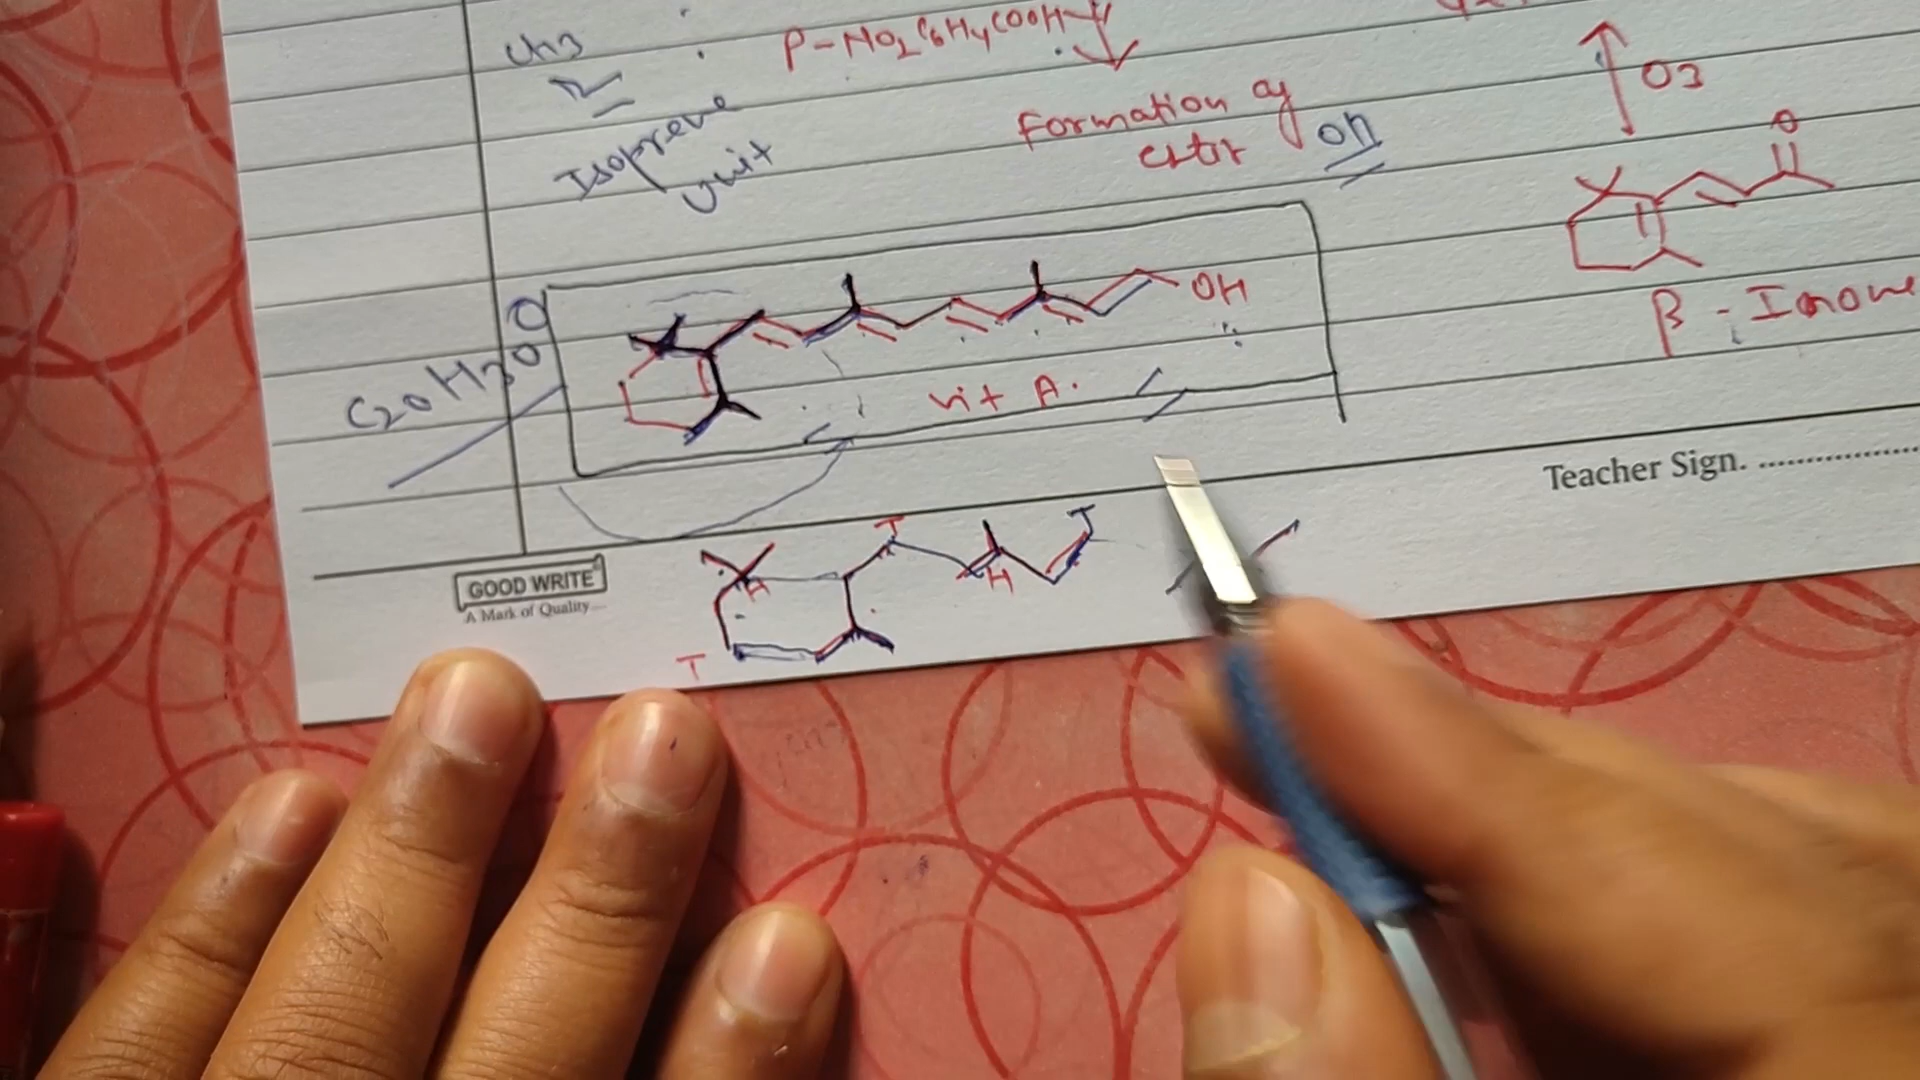 CH3
P-NO2C6H4COOH
Isoprene
unit
Formation of
ester
OH
O3
O
OH
C20H30O
vit A.
β - Ionone
Teacher Sign. ....................
GOOD WRITE
A Mark of Quality
T
T
H
H
T